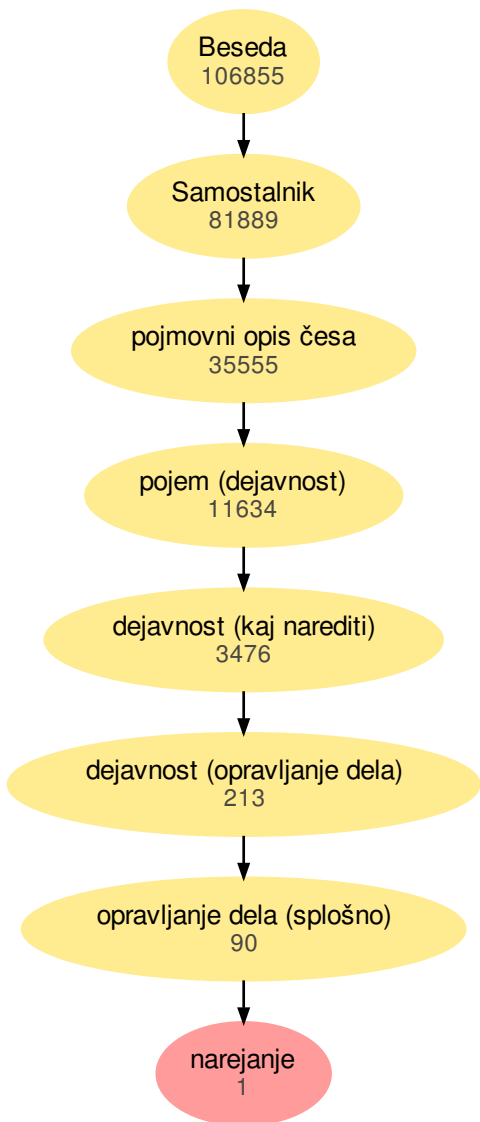 Beseda
106855
Samostalnik
81889
pojmovni opis česa
35555
pojem (dejavnost)
11634
dejavnost (kaj narediti)
3476
dejavnost (opravljanje dela)
213
opravljanje dela (splošno)
90
narejanje
1